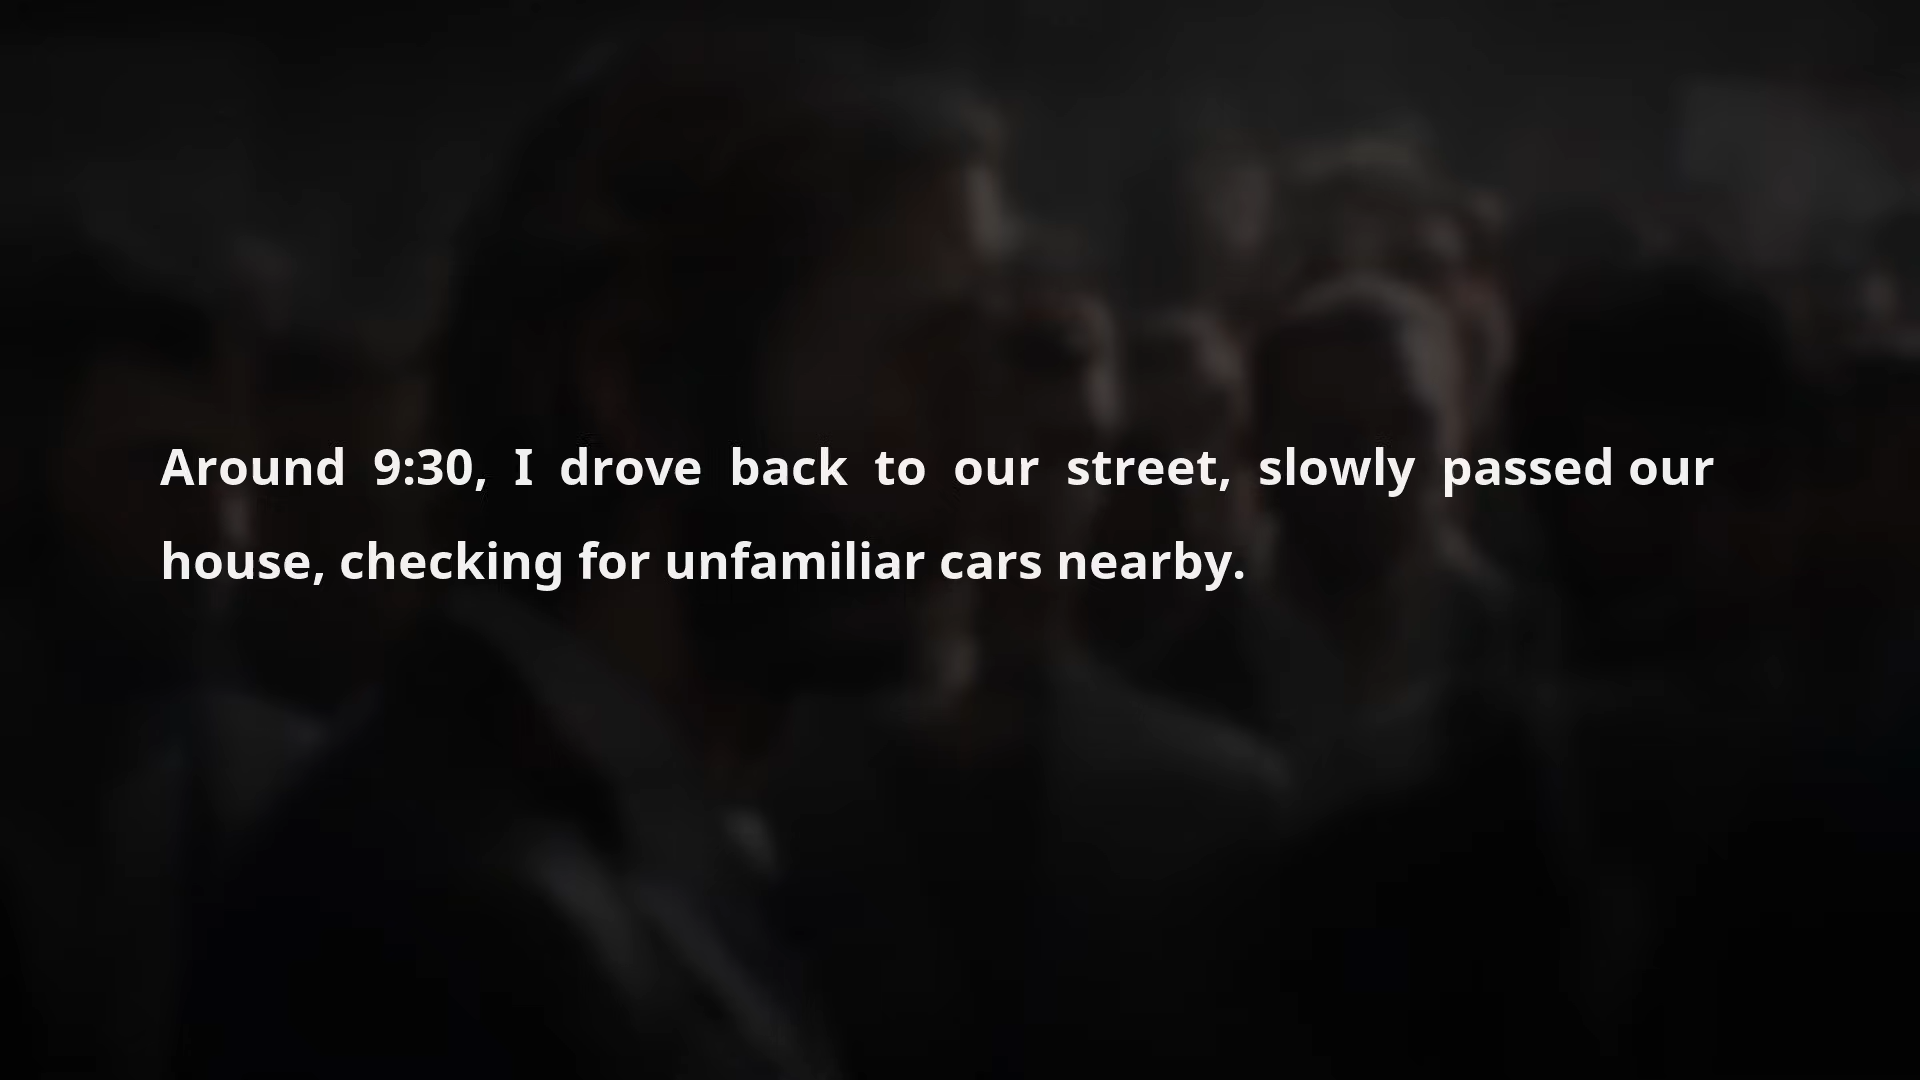 Around 9:30, I drove back to our street, slowly passed our
house, checking for unfamiliar cars nearby.